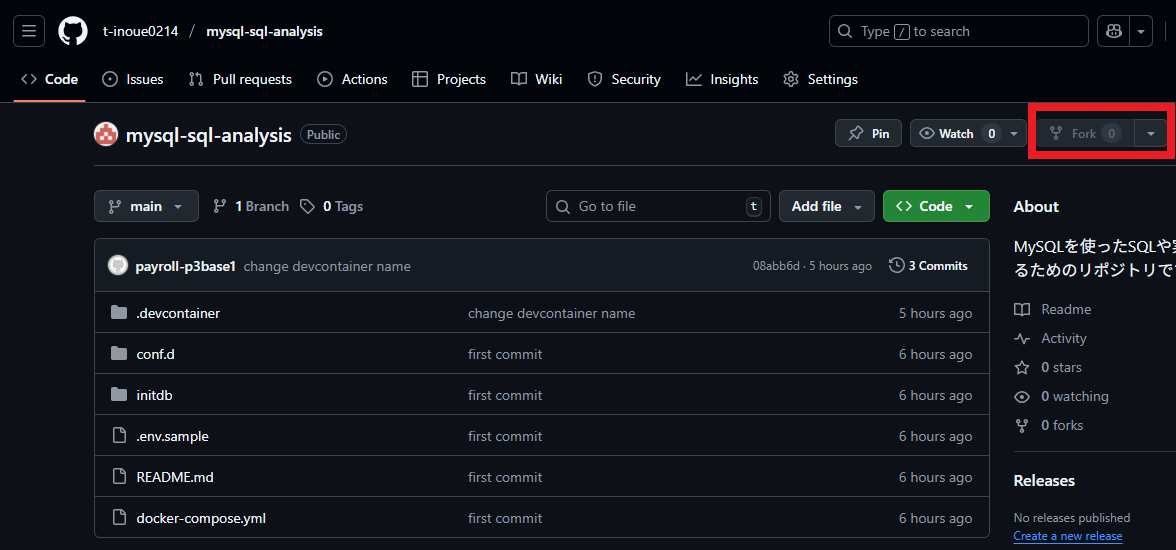 t-inoue0214 / mysql-sql-analysis
Type / to search
Code Issues Pull requests Actions Projects Wiki Security Insights Settings
mysql-sql-analysis Public
Pin Watch 0 Fork 0
main 1 Branch 0 Tags
Go to file t Add file Code
About
MySQLを使ったSQLや
るためのリポジトリで
payroll-p3base1 change devcontainer name 08abb6d · 5 hours ago 3 Commits
.devcontainer change devcontainer name 5 hours ago
conf.d first commit 6 hours ago
initdb first commit 6 hours ago
.env.sample first commit 6 hours ago
README.md first commit 6 hours ago
docker-compose.yml first commit 6 hours ago
Readme
Activity
0 stars
0 watching
0 forks
Releases
No releases published
Create a new release